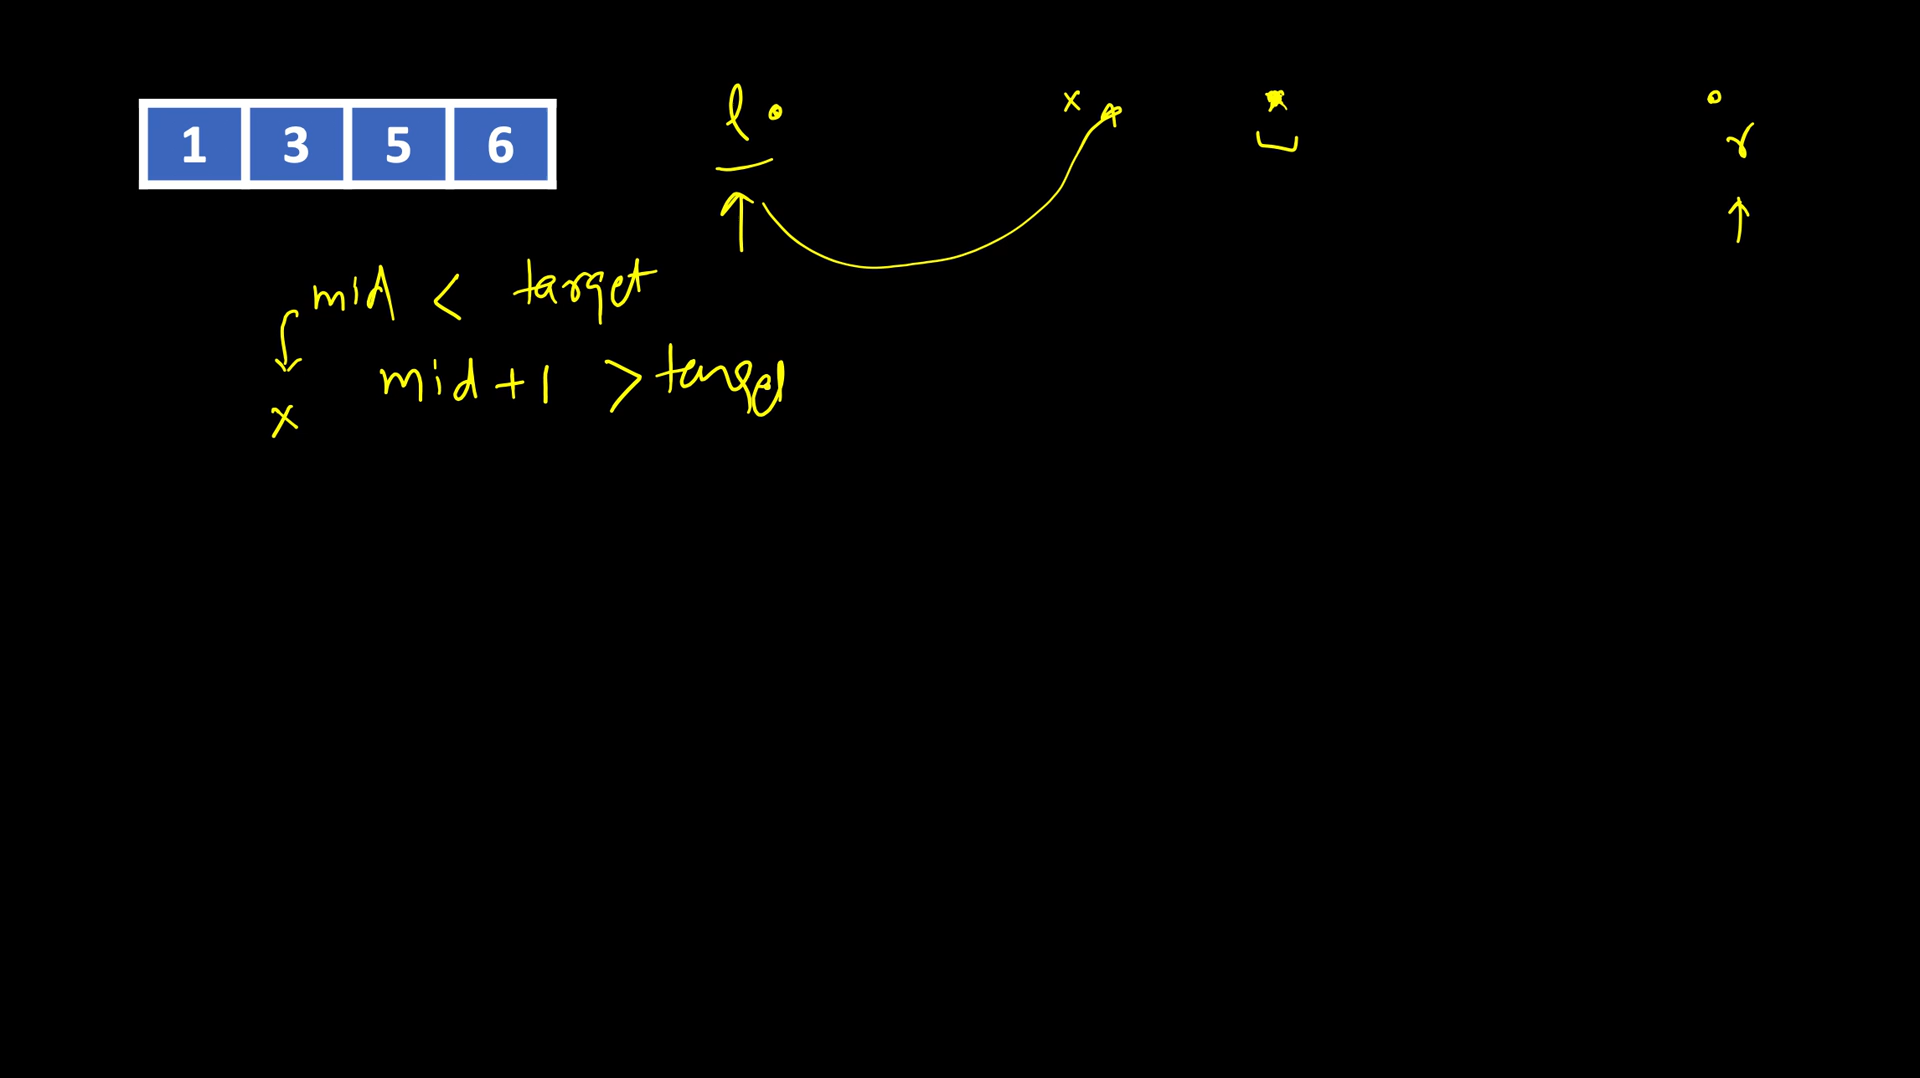 1 3 5 6
l x r
mid < target
mid+1 > target
x